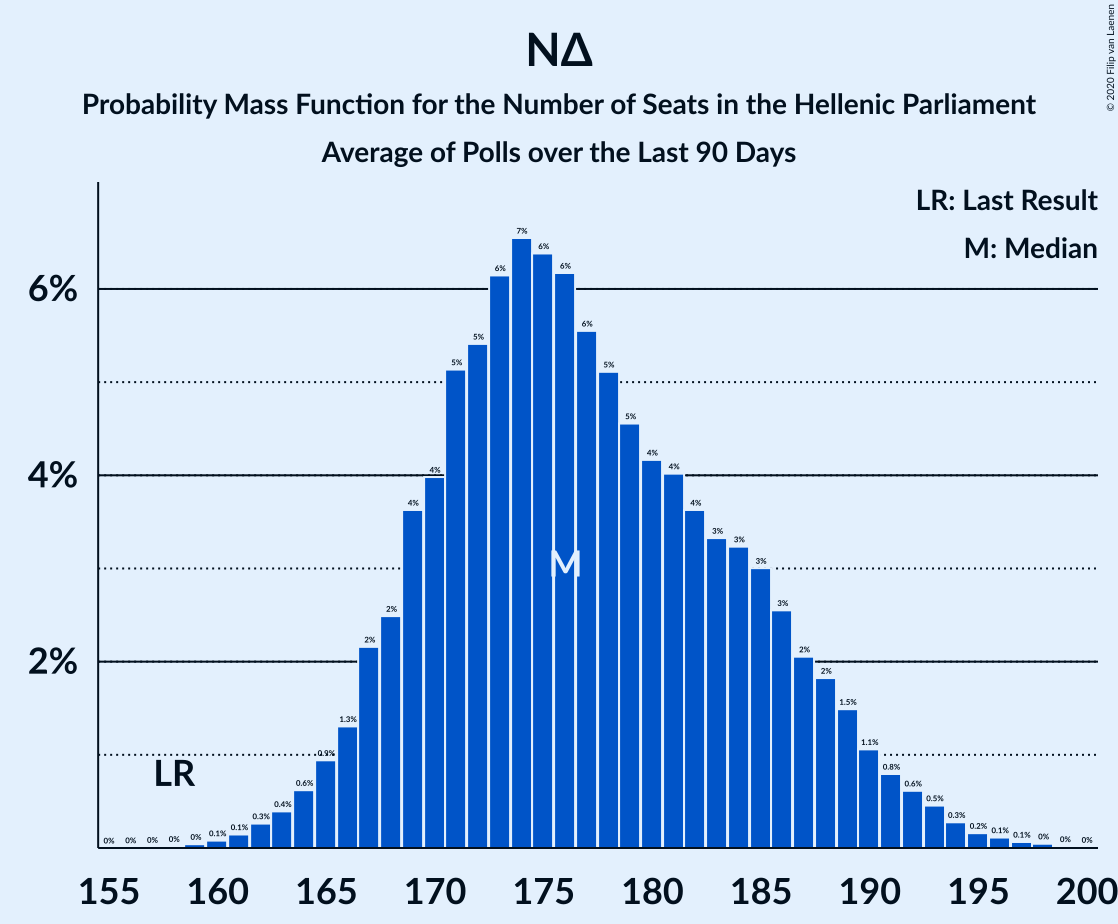 © 2020 Filip van Laenen
ΝΔ
Probability Mass Function for the Number of Seats in the Hellenic Parliament
Average of Polls over the Last 90 Days
LR: Last Result
M: Median
6%
4%
2%
0% 0% 0% 0% 0% 0.1% 0.1% 0.3% 0.4% 0.6% 0.9% 1.3% 2% 2% 4% 4% 5% 5% 6% 7% 6% 6% 6% 5% 5% 4% 4% 4% 3% 3% 3% 3% 2% 2% 1.5% 1.1% 0.8% 0.6% 0.5% 0.3% 0.2% 0.1% 0.1% 0% 0% 0%
M
LR
155 160 165 170 175 180 185 190 195 200